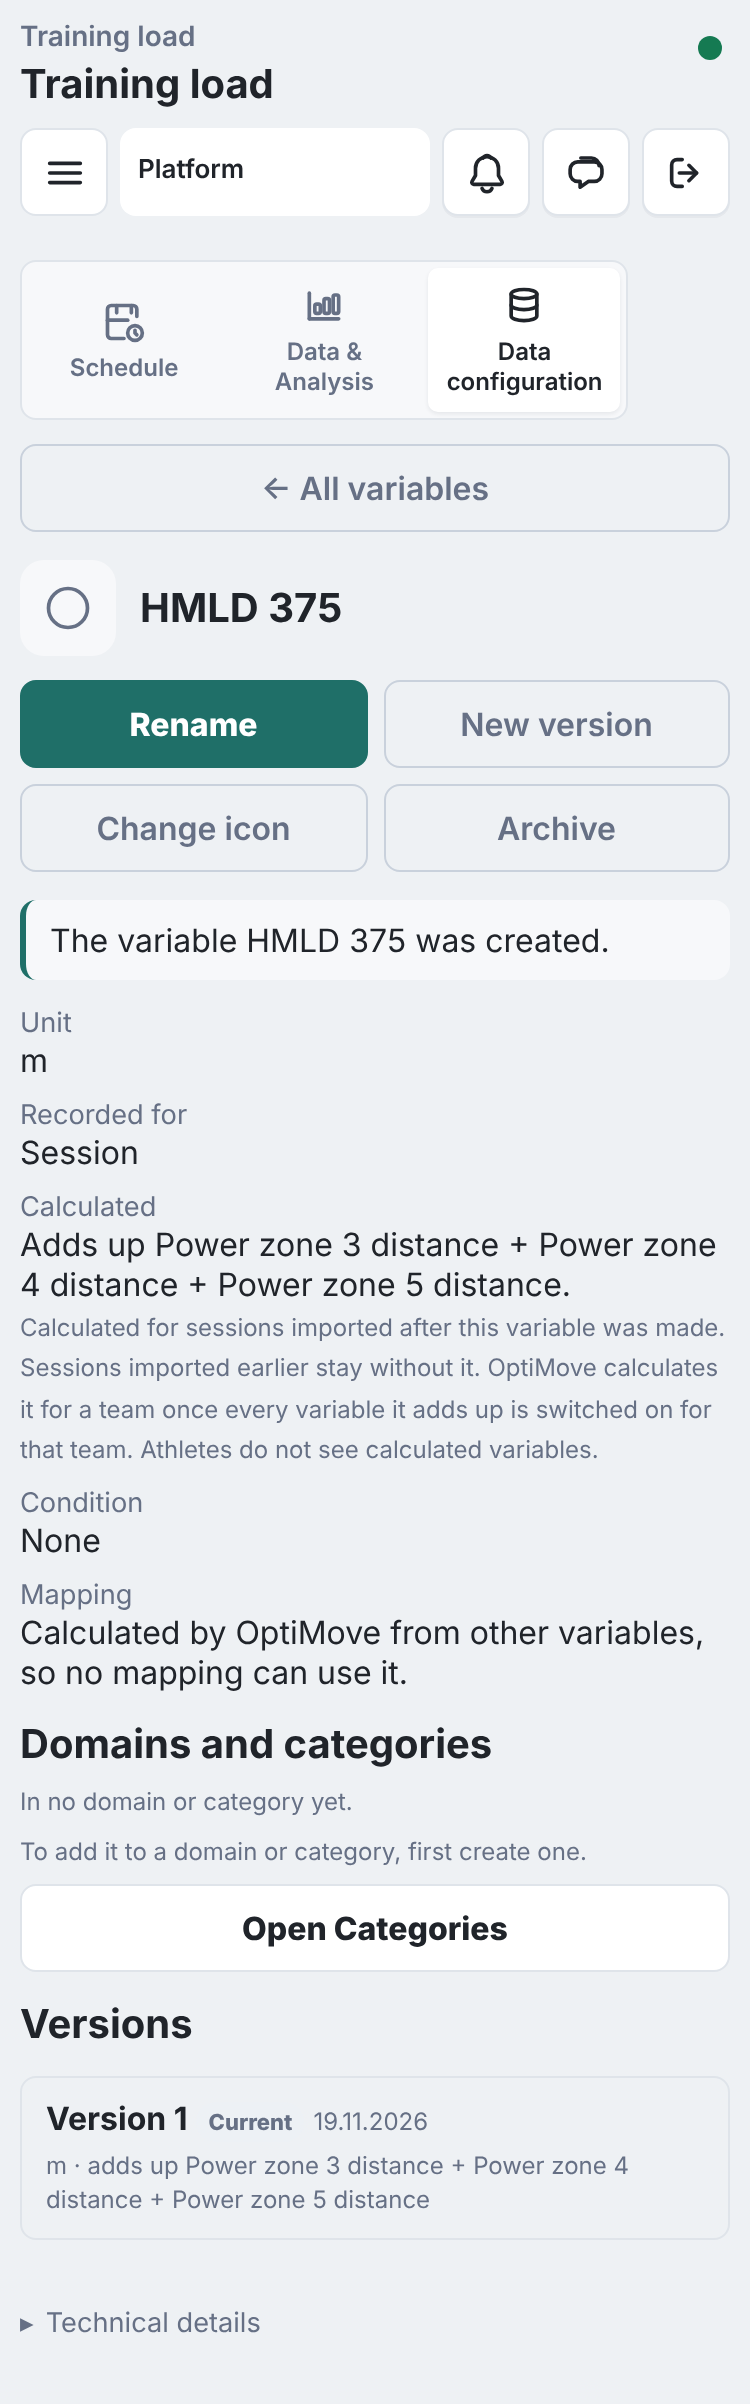 Training load
Training load
Platform
Schedule
Data &
Analysis
Data
configuration
← All variables
HMLD 375
Rename
New version
Change icon
Archive
The variable HMLD 375 was created.
Unit
m
Recorded for
Session
Calculated
Adds up Power zone 3 distance + Power zone
4 distance + Power zone 5 distance.
Calculated for sessions imported after this variable was made.
Sessions imported earlier stay without it. OptiMove calculates
it for a team once every variable it adds up is switched on for
that team. Athletes do not see calculated variables.
Condition
None
Mapping
Calculated by OptiMove from other variables,
so no mapping can use it.
Domains and categories
In no domain or category yet.
To add it to a domain or category, first create one.
Open Categories
Versions
Version 1 Current 19.11.2026
m · adds up Power zone 3 distance + Power zone 4
distance + Power zone 5 distance
▸ Technical details